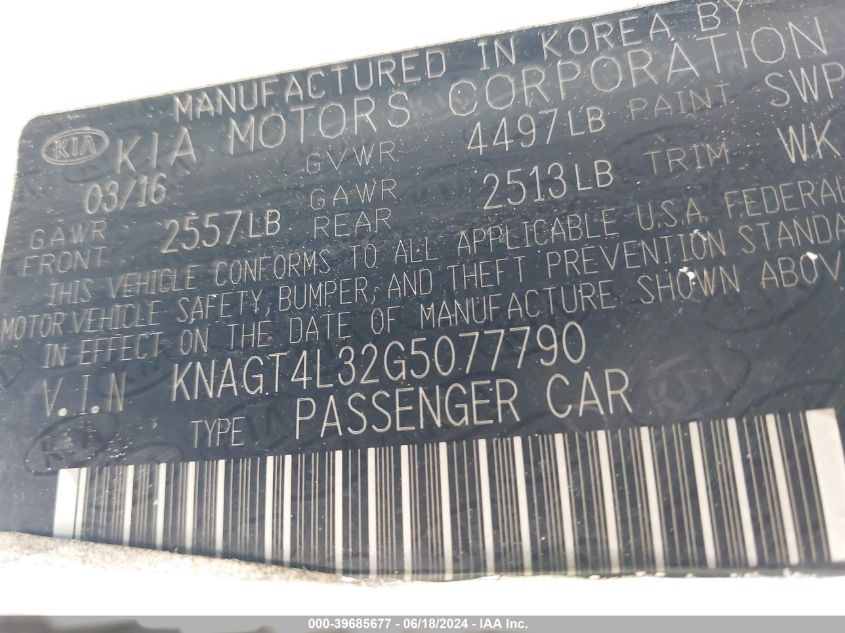 MANUFACTURED IN KOREA BY
KIA KIA MOTORS CORPORATION
03/16 GVWR 4497LB PAINT SWP
GAWR FRONT 2557LB GAWR REAR 2513LB TRIM WK
THIS VEHICLE CONFORMS TO ALL APPLICABLE U.S.A. FEDERAL
MOTOR VEHICLE SAFETY, BUMPER, AND THEFT PREVENTION STANDA
IN EFFECT ON THE DATE OF MANUFACTURE SHOWN ABOV
V.I.N KNAGT4L32G5077790
TYPE PASSENGER CAR
000-39685677 - 06/18/2024 - IAA Inc.